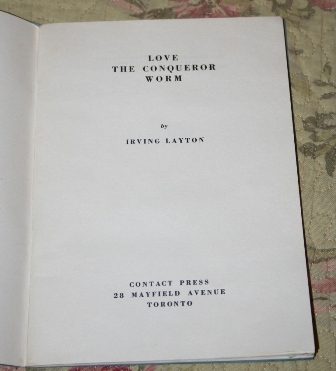 LOVE
THE CONQUEROR
WORM
by
IRVING LAYTON
CONTACT PRESS
28 MAYFIELD AVENUE
TORONTO